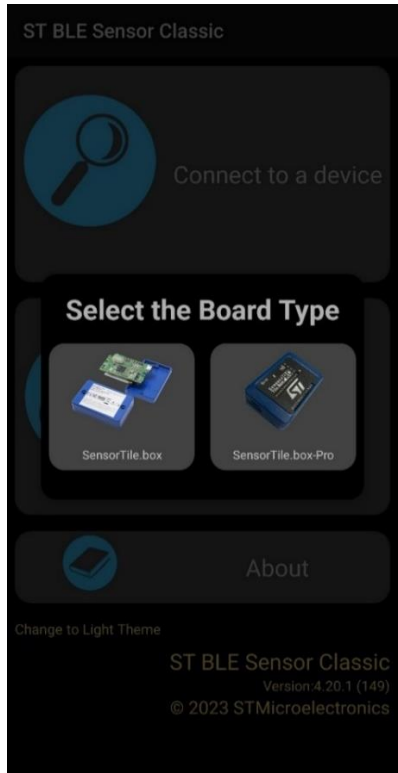 ST BLE Sensor Classic
Connect to a device
Select the Board Type
SensorTile.box
SensorTile.box-Pro
About
Change to Light Theme
ST BLE Sensor Classic
Version:4.20.1 (149)
© 2023 STMicroelectronics